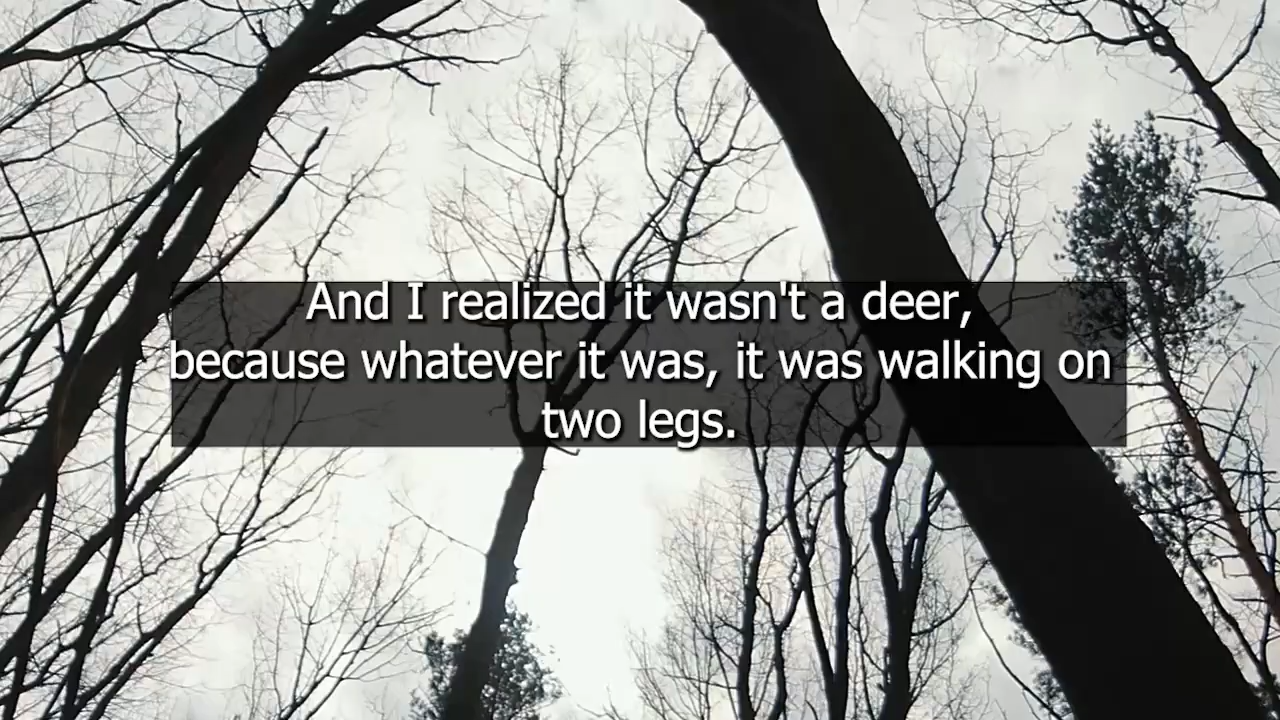 And I realized it wasn't a deer,
because whatever it was, it was walking on
two legs.